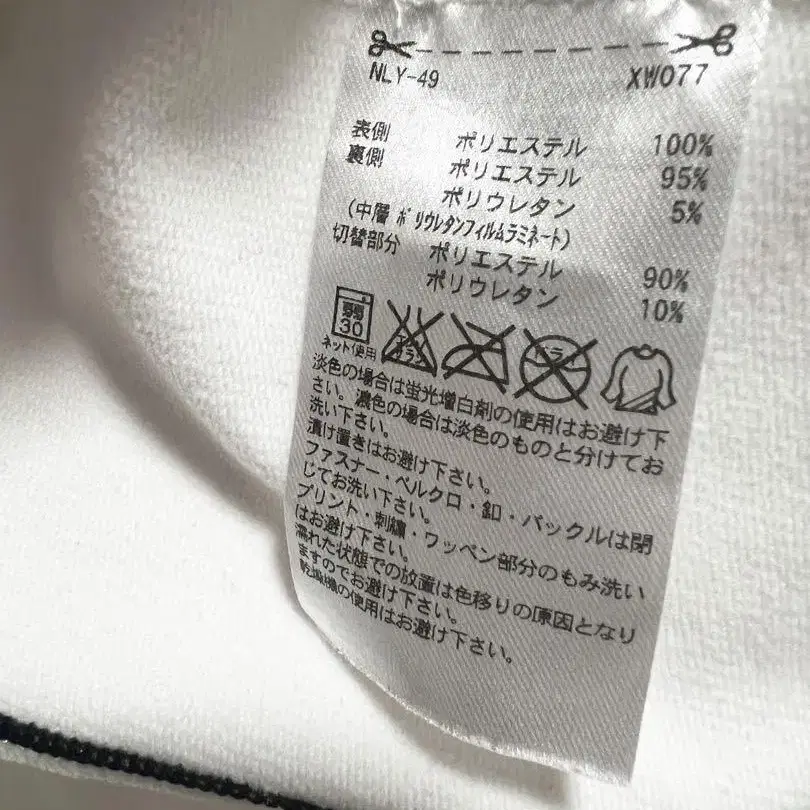 NLY-49 XW077
表側 ポリエステル 100%
裏側 ポリエステル 95%
ポリウレタン 5%
(中層 ポリウレタンフィルムラミネート)
切替部分 ポリエステル 90%
ポリウレタン 10%
弱
30
エンソサラシ
ドライ
ネット使用
淡色の場合は蛍光増白剤の使用はお避け下
さい。濃色の場合は淡色のものと分けてお
洗い下さい。
漬け置きはお避け下さい。
ファスナー・ベルクロ・釦・バックルは閉
じてお洗い下さい。
プリント・刺繍・ワッペン部分のもみ洗い
はお避け下さい。
濡れた状態での放置は色移りの原因となり
ますのでお避け下さい。
乾燥機の使用はお避け下さい。